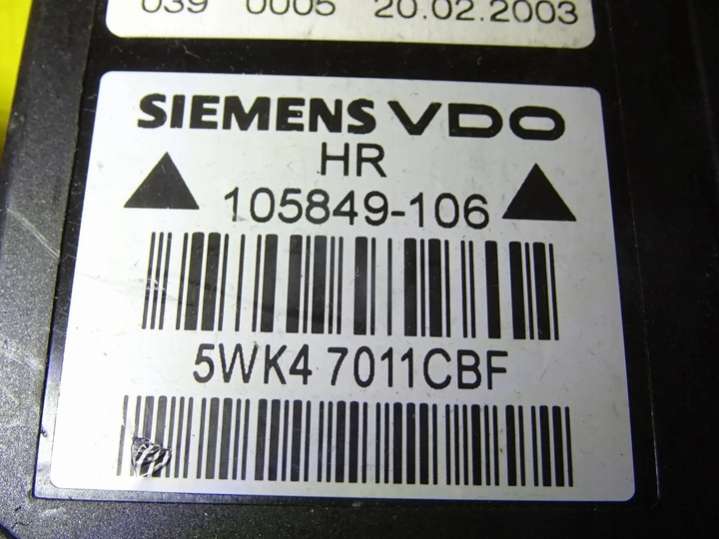 039 0005 20.02.2003
SIEMENS VDO
HR
105849-106
5WK4 7011CBF